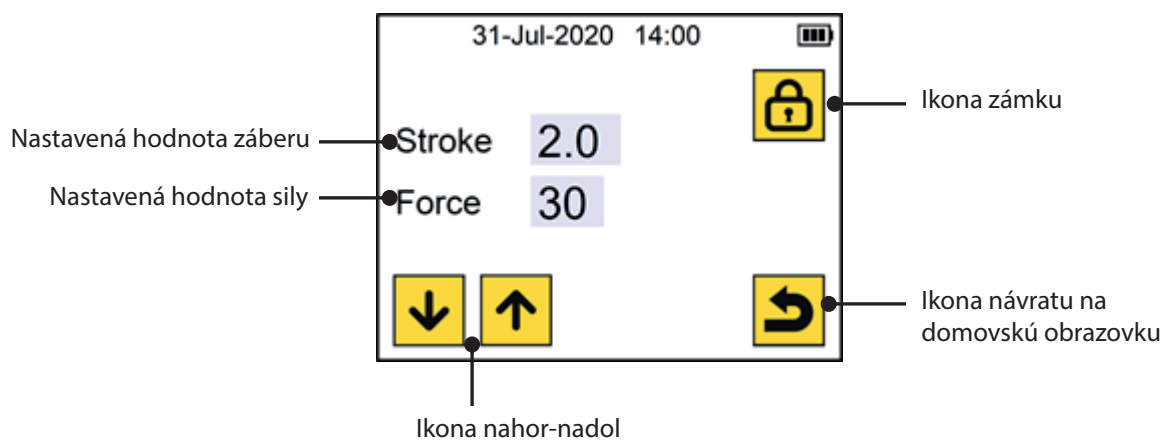 31-Jul-2020 14:00
Ikona zámku
Nastavená hodnota záberu
Stroke 2.0
Nastavená hodnota sily
Force 30
Ikona návratu na
domovskú obrazovku
Ikona nahor-nadol